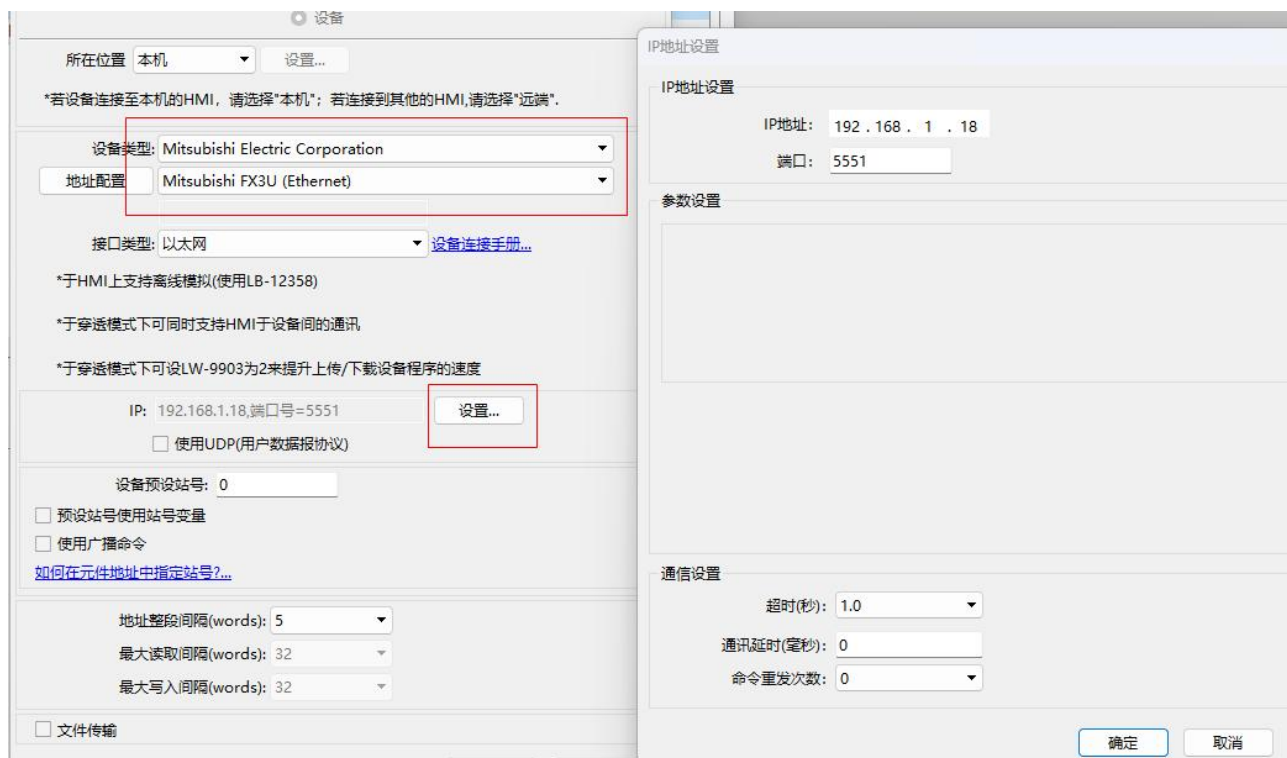 设备
所在位置 本机 设置...
*若设备连接至本机的HMI，请选择"本机"；若连接到其他的HMI,请选择"远端".
设备类型: Mitsubishi Electric Corporation
地址配置 Mitsubishi FX3U (Ethernet)
接口类型: 以太网 设备连接手册...
*于HMI上支持离线模拟(使用LB-12358)
*于穿透模式下可同时支持HMI于设备间的通讯
*于穿透模式下可设LW-9903为2来提升上传/下载设备程序的速度
IP: 192.168.1.18,端口号=5551 设置...
使用UDP(用户数据报协议)
设备预设站号: 0
预设站号使用站号变量
使用广播命令
如何在元件地址中指定站号?...
地址整段间隔(words): 5
最大读取间隔(words): 32
最大写入间隔(words): 32
文件传输
IP地址设置
IP地址设置
IP地址: 192 . 168 . 1 . 18
端口: 5551
参数设置
通信设置
超时(秒): 1.0
通讯延时(毫秒): 0
命令重发次数: 0
确定 取消